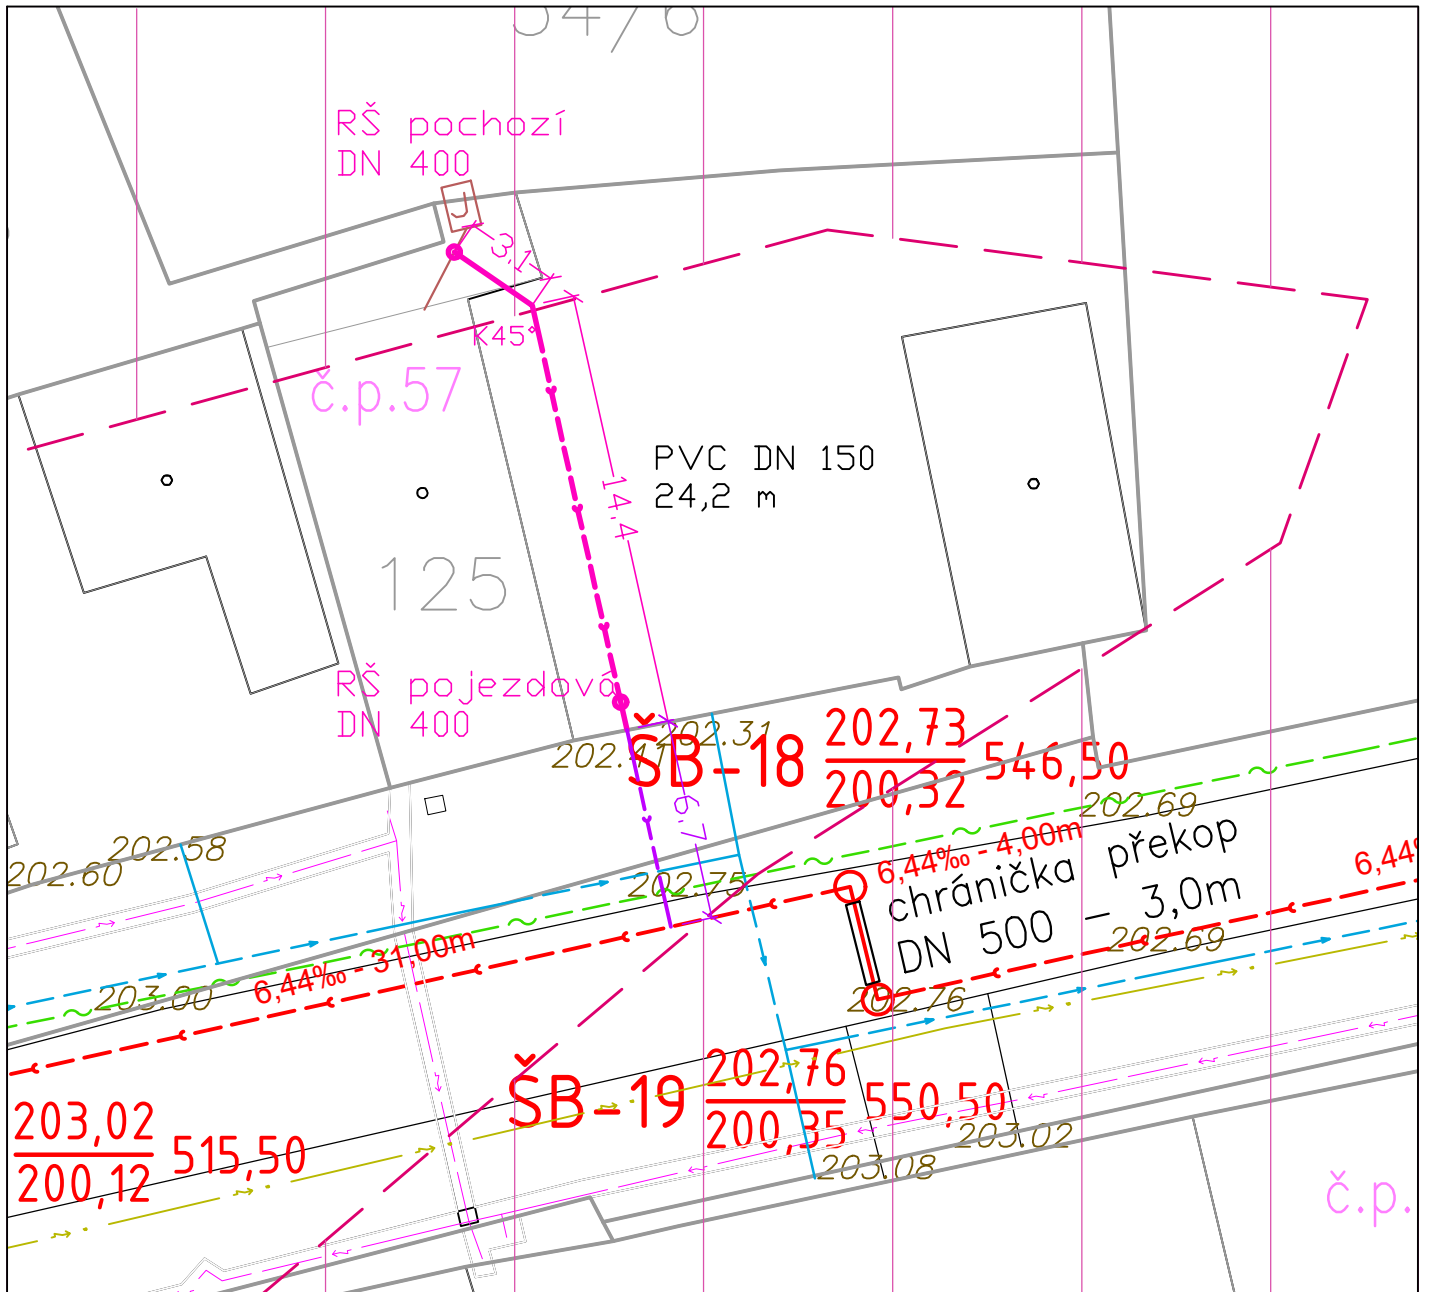 54/6
RŠ pochozí
DN 400
J
3,1
K45°
č.p.57
PVC DN 150
24,2 m
14,4
125
RŠ pojezdová
DN 400
202.41
202.31
ŠB-18 202,73 546,50
200,32
6,7
202.69
202.58
202.60
202.75
6,44‰ - 4,00m
6,44%
chránička překop
DN 500 - 3,0m
202.69
6,44‰ - 31,00m
203.00
202.76
ŠB-19 202,76 550,50
200,35
203,02 515,50
200,12
203.02
203.08
č.p.